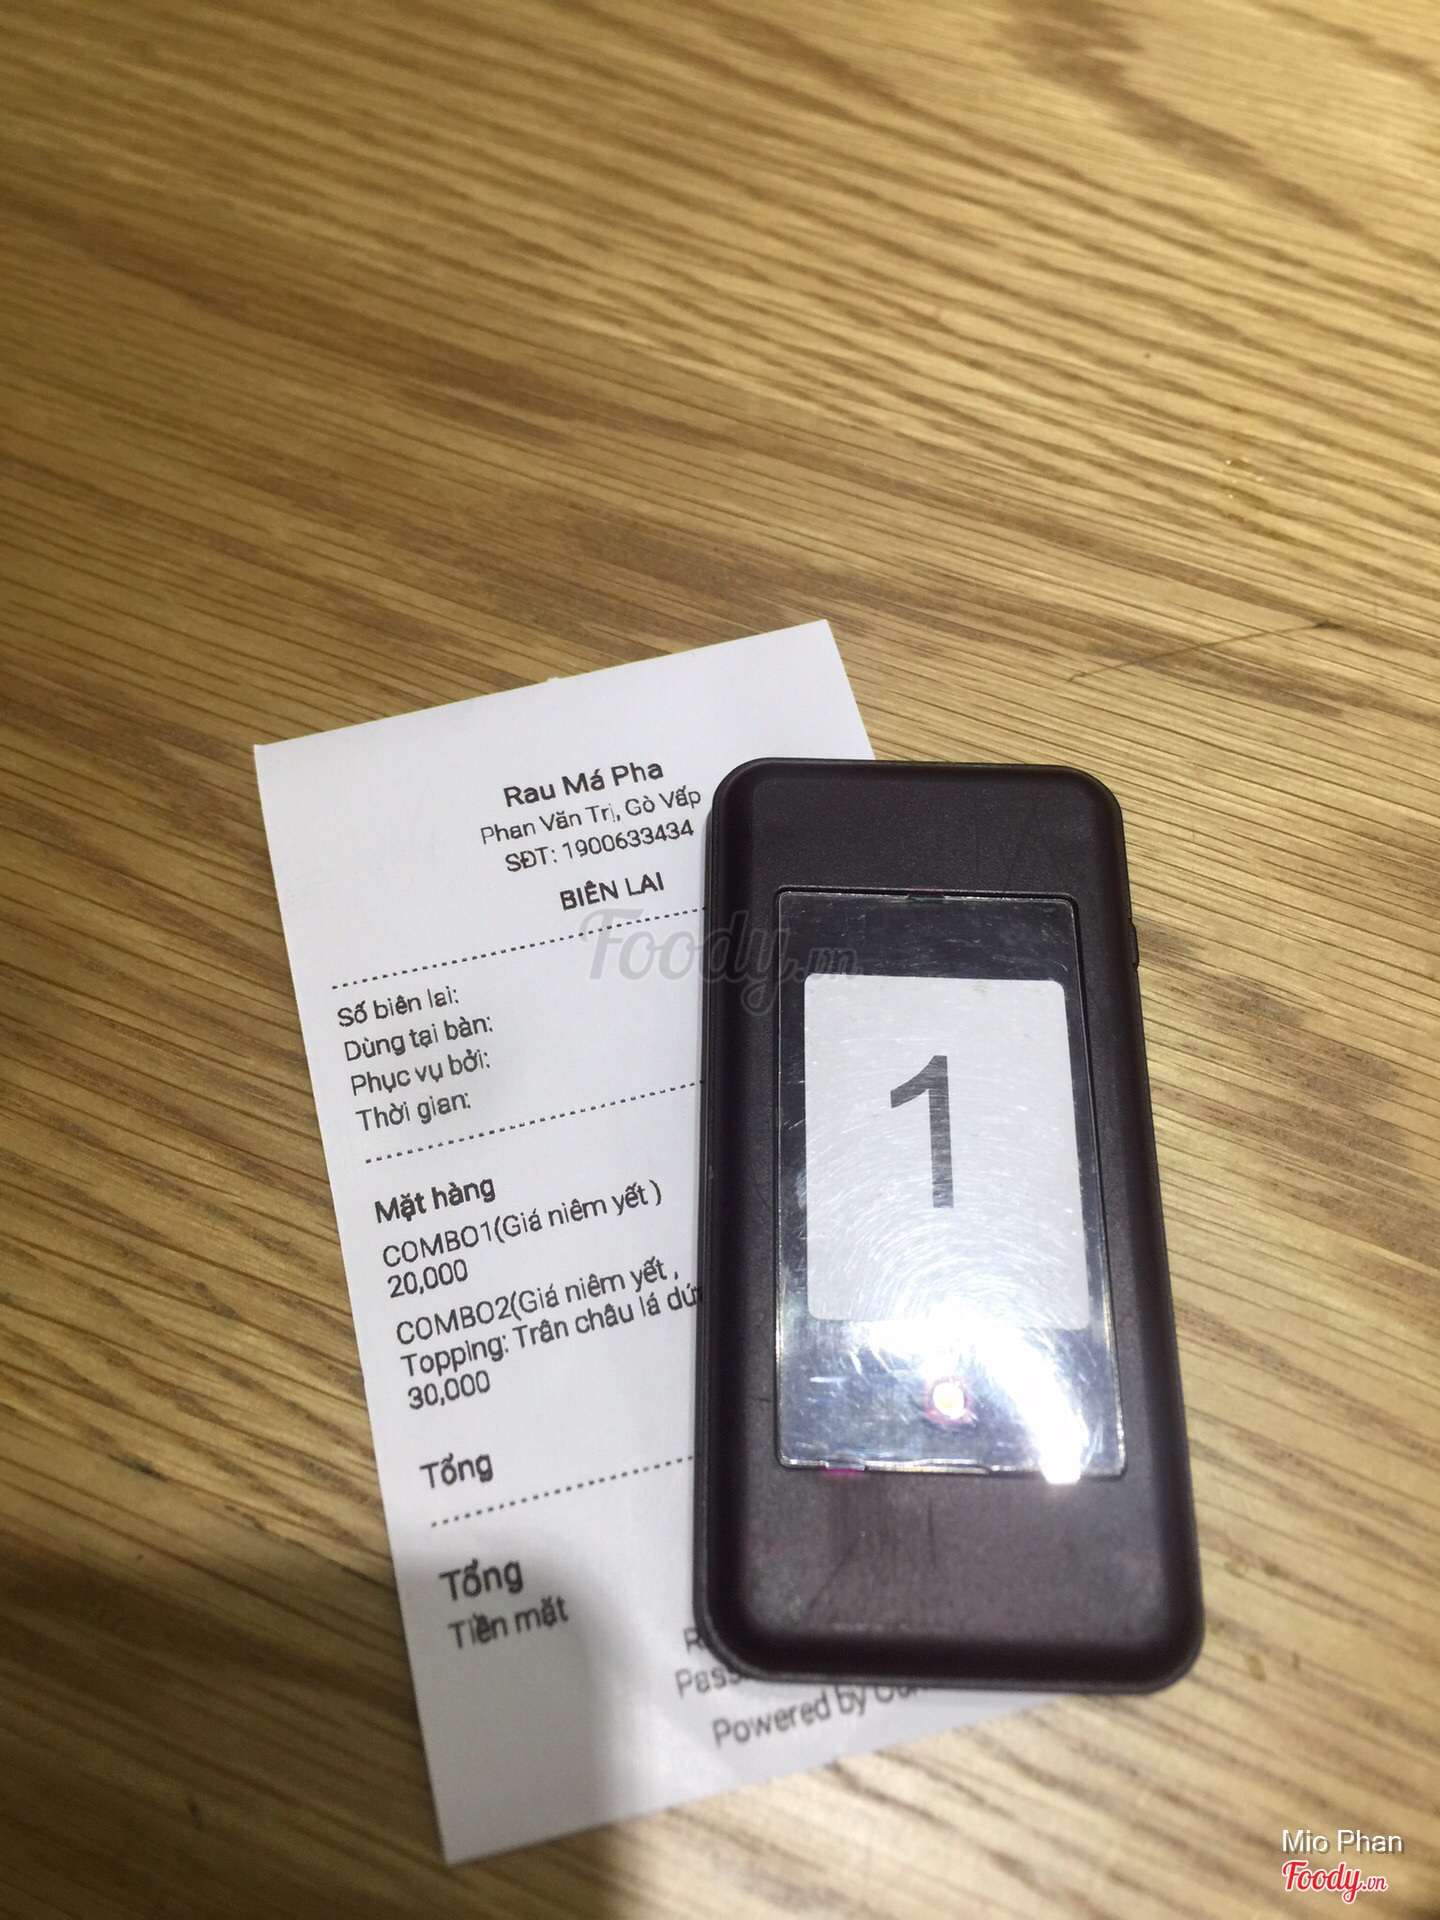 Rau Má Pha
Phan Văn Trị, Gò Vấp
SĐT: 1900633434
BIÊN LAI
Foody.vn
Số biên lai:
Dùng tại bàn:
Phục vụ bởi:
Thời gian:
1
Mặt hàng
COMBO1(Giá niêm yết )
20,000
COMBO2(Giá niêm yết ,
Topping: Trân châu lá
30,000
Tổng
Tổng
Tiền mặt
Powered by
Mio Phan
Foody.vn